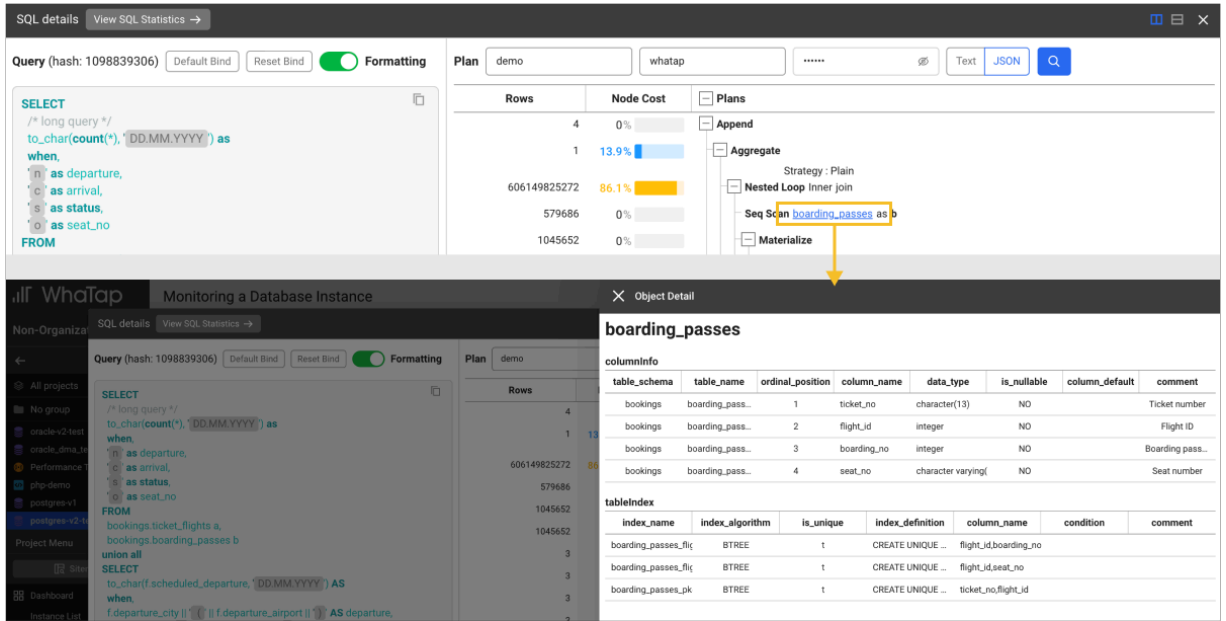 SQL details View SQL Statistics →
Query (hash: 1098839306) Default Bind Reset Bind Formatting
SELECT
/* long query */
to_char(count(*), ' DD.MM.YYYY ') as
when,
' n ' as departure,
' c ' as arrival,
' s ' as status,
' o ' as seat_no
FROM
Plan demo whatap •••••• Text JSON
Rows Node Cost Plans
4 0% Append
1 13.9% Aggregate
Strategy : Plain
606149825272 86.1% Nested Loop Inner join
579686 0% Seq Scan boarding_passes as b
1045652 0% Materialize
WhaTap Monitoring a Database Instance
Non-Organiza
←
All projects
No group
oracle-v2-test
oracle_dma_te
Performance T
php-demo
postgres-v1
postgres-v2-te
Project Menu
Siter
Dashboard
Instance List
SQL details View SQL Statistics →
Query (hash: 1098839306) Default Bind Reset Bind Formatting
SELECT
/* long query */
to_char(count(*), ' DD.MM.YYYY ') as
when,
' n ' as departure,
' c ' as arrival,
' s ' as status,
' o ' as seat_no
FROM
bookings.ticket_flights a,
bookings.boarding_passes b
union all
SELECT
to_char(f.scheduled_departure, ' DD.MM.YYYY ') AS
when,
f.departure_city || ' ( ' || f.departure_airport || ' ) ' AS departure,
Plan demo
Rows
4
1 13
606149825272 86
579686
1045652
1045652
3
3
3
3
Object Detail
boarding_passes
columnInfo
table_schema table_name ordinal_position column_name data_type is_nullable column_default comment
bookings boarding_pass... 1 ticket_no character(13) NO Ticket number
bookings boarding_pass... 2 flight_id integer NO Flight ID
bookings boarding_pass... 3 boarding_no integer NO Boarding pass...
bookings boarding_pass... 4 seat_no character varying( NO Seat number
tableIndex
index_name index_algorithm is_unique index_definition column_name condition comment
boarding_passes_flig BTREE t CREATE UNIQUE ... flight_id,boarding_no
boarding_passes_flig BTREE t CREATE UNIQUE ... flight_id,seat_no
boarding_passes_pk BTREE t CREATE UNIQUE ... ticket_no,flight_id